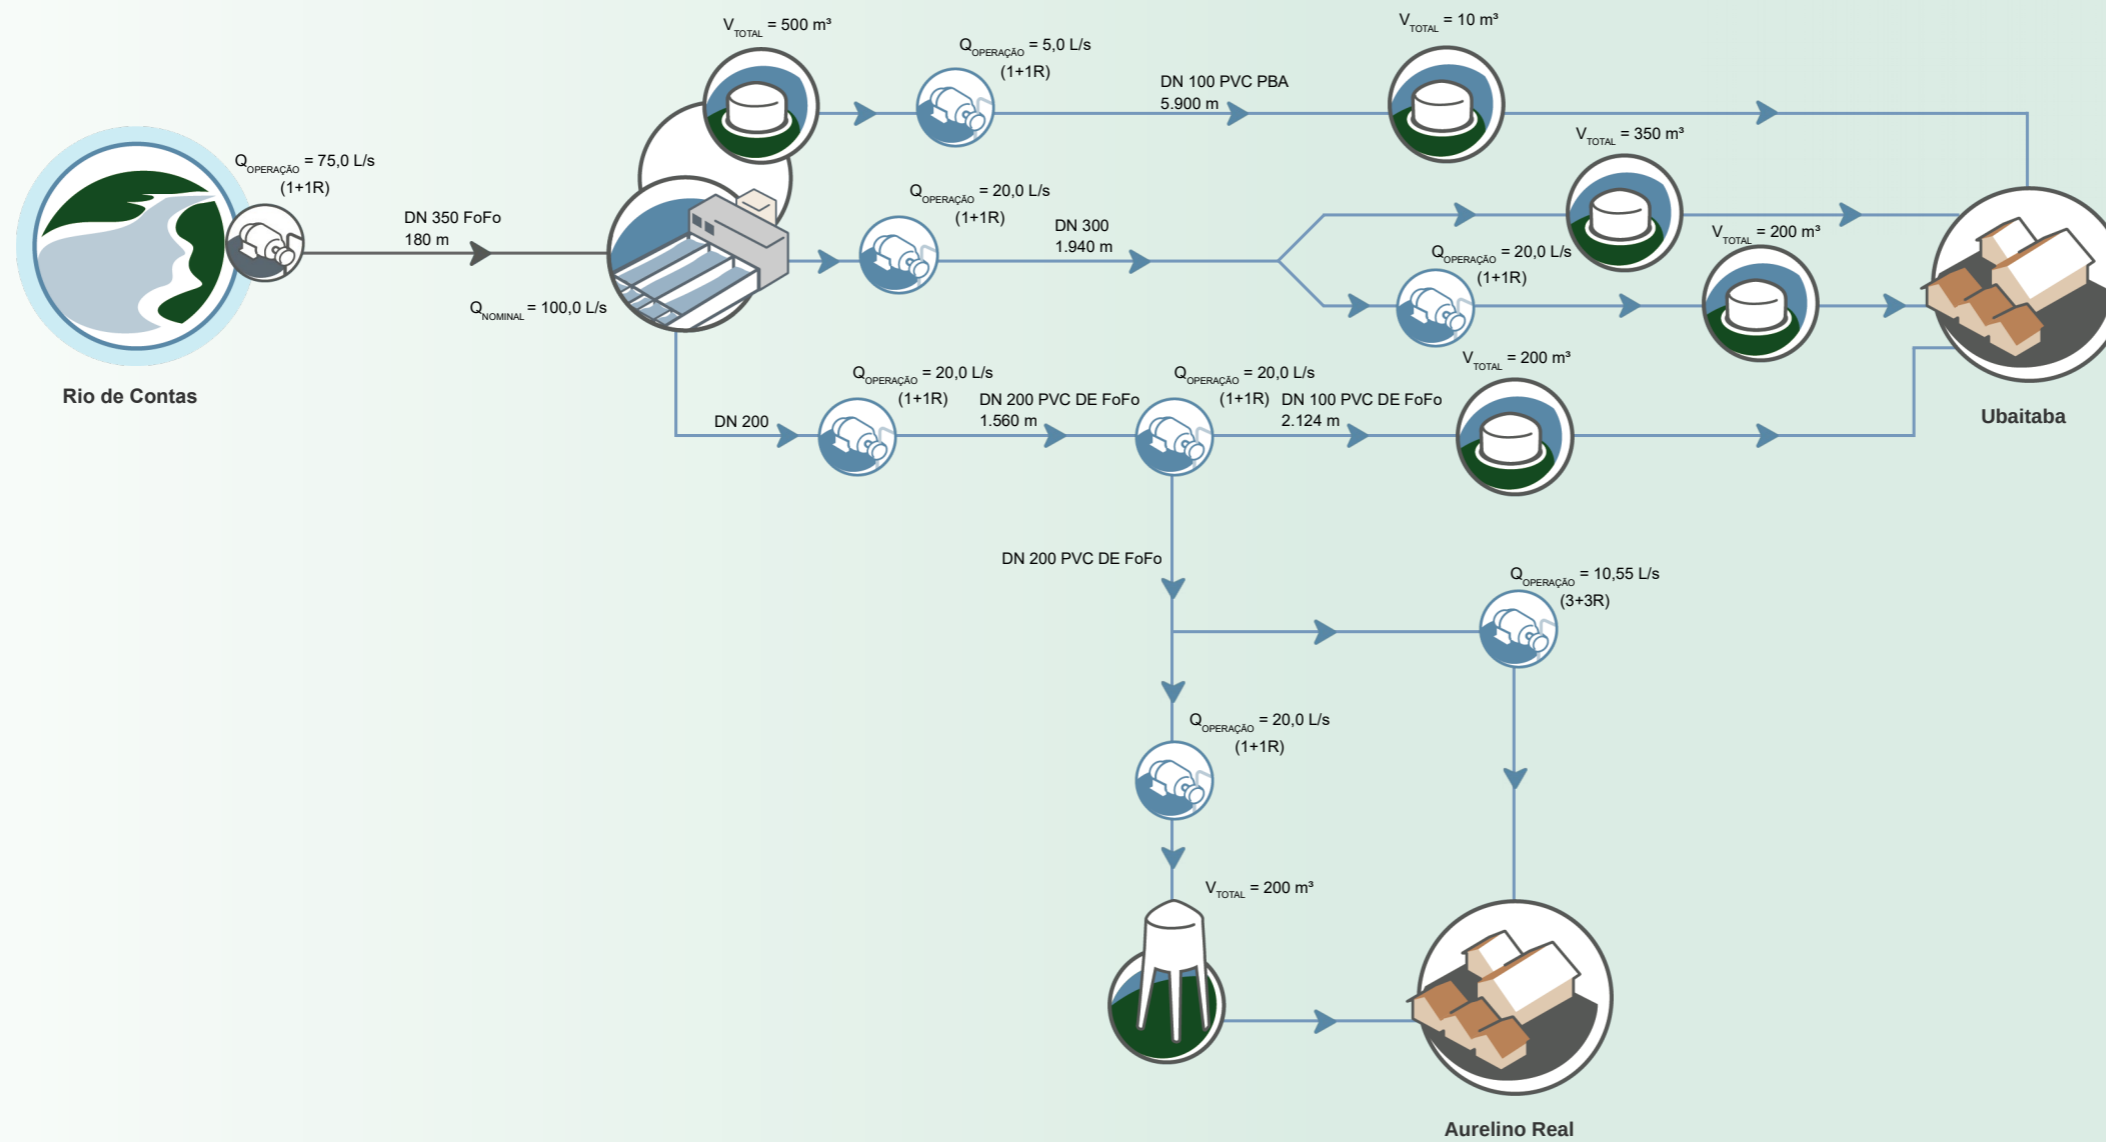 V TOTAL = 500 m³
Q OPERAÇÃO = 5,0 L/s
(1+1R)
DN 100 PVC PBA
5.900 m
V TOTAL = 10 m³
V TOTAL = 350 m³
Q OPERAÇÃO = 75,0 L/s
(1+1R)
DN 350 FoFo
180 m
Q OPERAÇÃO = 20,0 L/s
(1+1R)
DN 300
1.940 m
V TOTAL = 200 m³
Q OPERAÇÃO = 20,0 L/s
(1+1R)
Q NOMINAL = 100,0 L/s
Rio de Contas
Ubaitaba
DN 200
Q OPERAÇÃO = 20,0 L/s
(1+1R)
DN 200 PVC DE FoFo
1.560 m
Q OPERAÇÃO = 20,0 L/s
(1+1R)
DN 100 PVC DE FoFo
2.124 m
V TOTAL = 200 m³
DN 200 PVC DE FoFo
Q OPERAÇÃO = 10,55 L/s
(3+3R)
Q OPERAÇÃO = 20,0 L/s
(1+1R)
V TOTAL = 200 m³
Aurelino Real